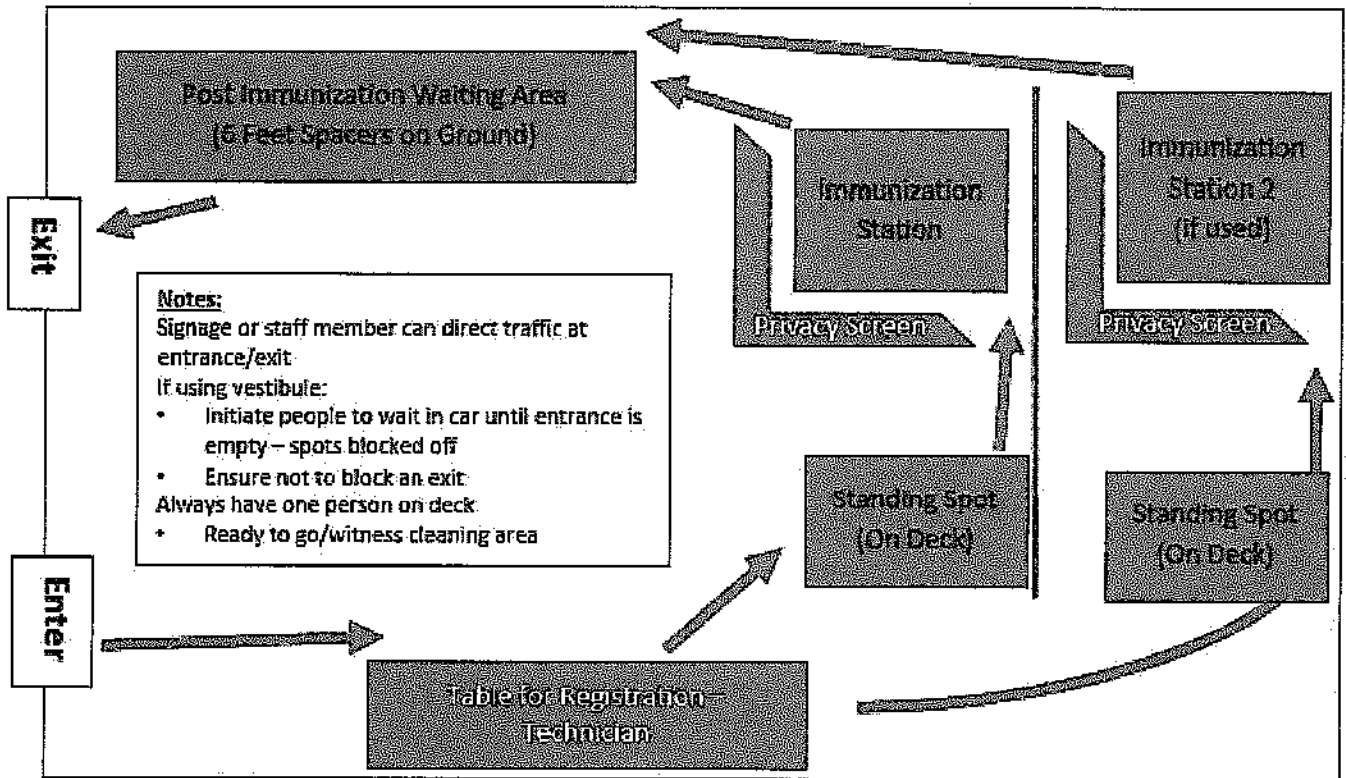 Post Immunization Waiting Area
(6 Feet Spacers on Ground)
Immunization
Station
Immunization
Station 2
(if used)
Exit
Privacy Screen
Privacy Screen
Notes:
Signage or staff member can direct traffic at
entrance/exit
If using vestibule:
• Initiate people to wait in car until entrance is
empty – spots blocked off
• Ensure not to block an exit
Always have one person on deck
• Ready to go/witness cleaning area
Standing Spot
(On Deck)
Standing Spot
(On Deck)
Enter
Table for Registration –
Technician